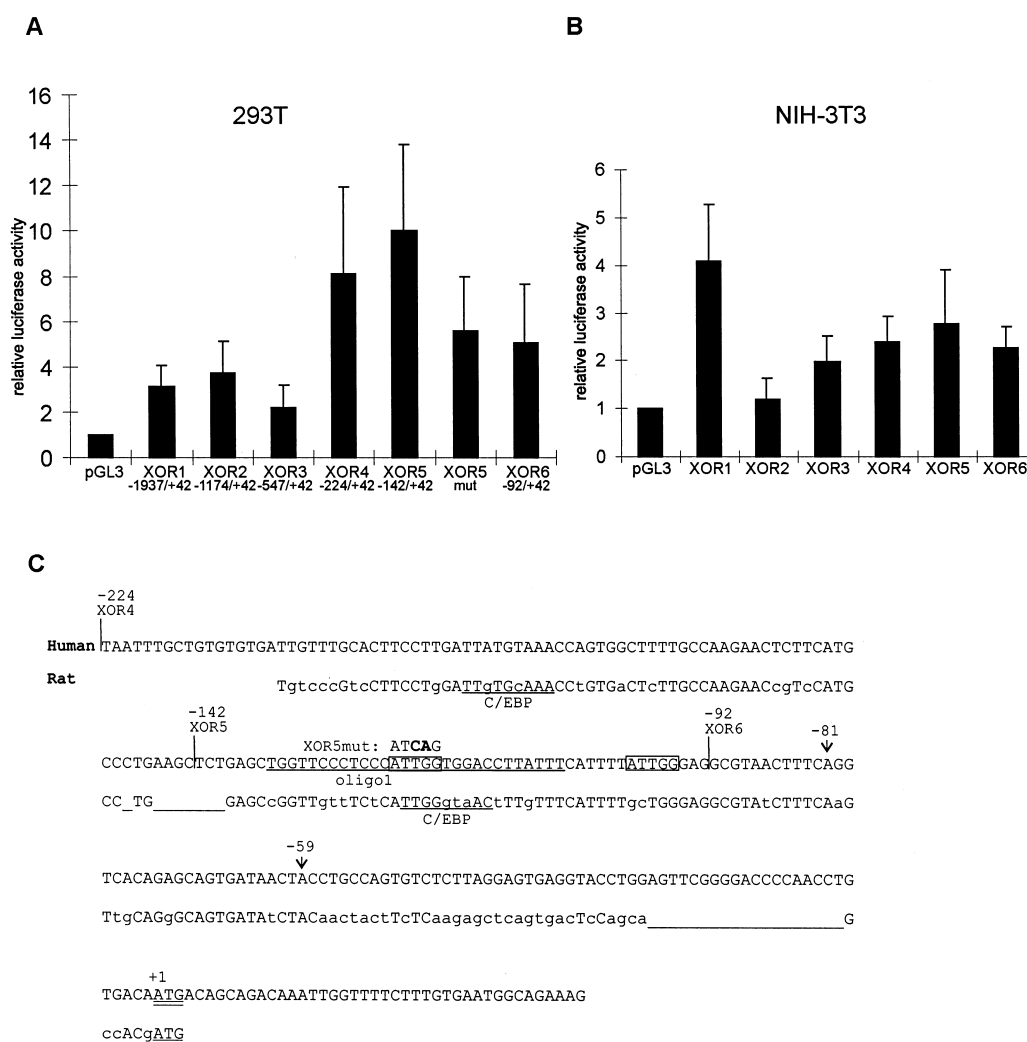 A
B
293T
NIH-3T3
relative luciferase activity
16
14
12
10
8
6
4
2
0
pGL3 XOR1 XOR2 XOR3 XOR4 XOR5 XOR5 XOR6
-1937/+42 -1174/+42 -547/+42 -224/+42 -142/+42 mut -92/+42
relative luciferase activity
6
5
4
3
2
1
0
pGL3 XOR1 XOR2 XOR3 XOR4 XOR5 XOR6
C
-224
XOR4
Human TAATTTGCTGTGTGTGATTGTTTGCACTTCCTTGATTATGTAAACCAGTGGCTTTTGCCAAGAACTCTTCATG
Rat TgtcccGtcCTTCCTgGATTgTGcAAACCtGTGaCTcTTGCCAAGAACCgtCcATG
C/EBP
-142 -92
XOR5 XOR6 -81
XOR5mut: ATCAG
CCCTGAAGCTCTGAGCTGGTTCCCTCCCATTGGTGGACCTTATTTCATTTTATTGGGAGGCGTAACTTTCAGG
oligo1
CC_TG_______GAGCcGGTTgttTCtCATTGGgtaACtTTgTTTCATTTTgcTGGGAGGCGTAtCTTTCAaG
C/EBP
-59
TCACAGAGCAGTGATAACTACCTGCCAGTGTCTCTTAGGAGTGAGGTACCTGGAGTTCGGGGACCCCAACCTG
TtgCAGgGCAGTGATAtCTACaactactTcTCaagagctcagtgacTcCagca___________________G
+1
TGACAATGACAGCAGACAAATTGGTTTTCTTTGTGAATGGCAGAAAG
ccACgATG